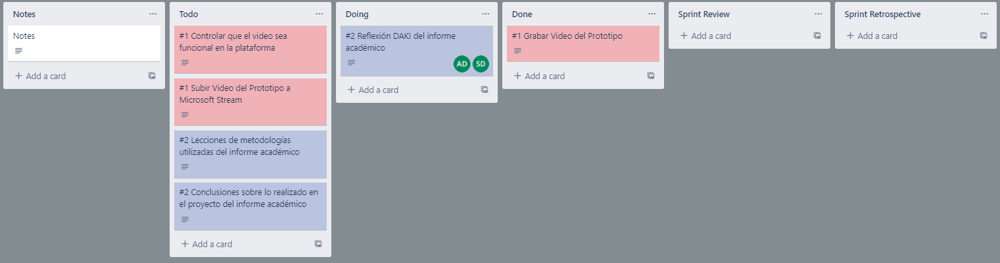 Notes
Notes
Add a card
Todo
#1 Controlar que el video sea
funcional en la plataforma
#1 Subir Video del Prototipo a
Microsoft Stream
#2 Lecciones de metodologías
utilizadas del informe académico
#2 Conclusiones sobre lo realizado en
el proyecto del informe académico
Add a card
Doing
#2 Reflexión DAKI del informe
académico
AD SD
Add a card
Done
#1 Grabar Video del Prototipo
Add a card
Sprint Review
Add a card
Sprint Retrospective
Add a card